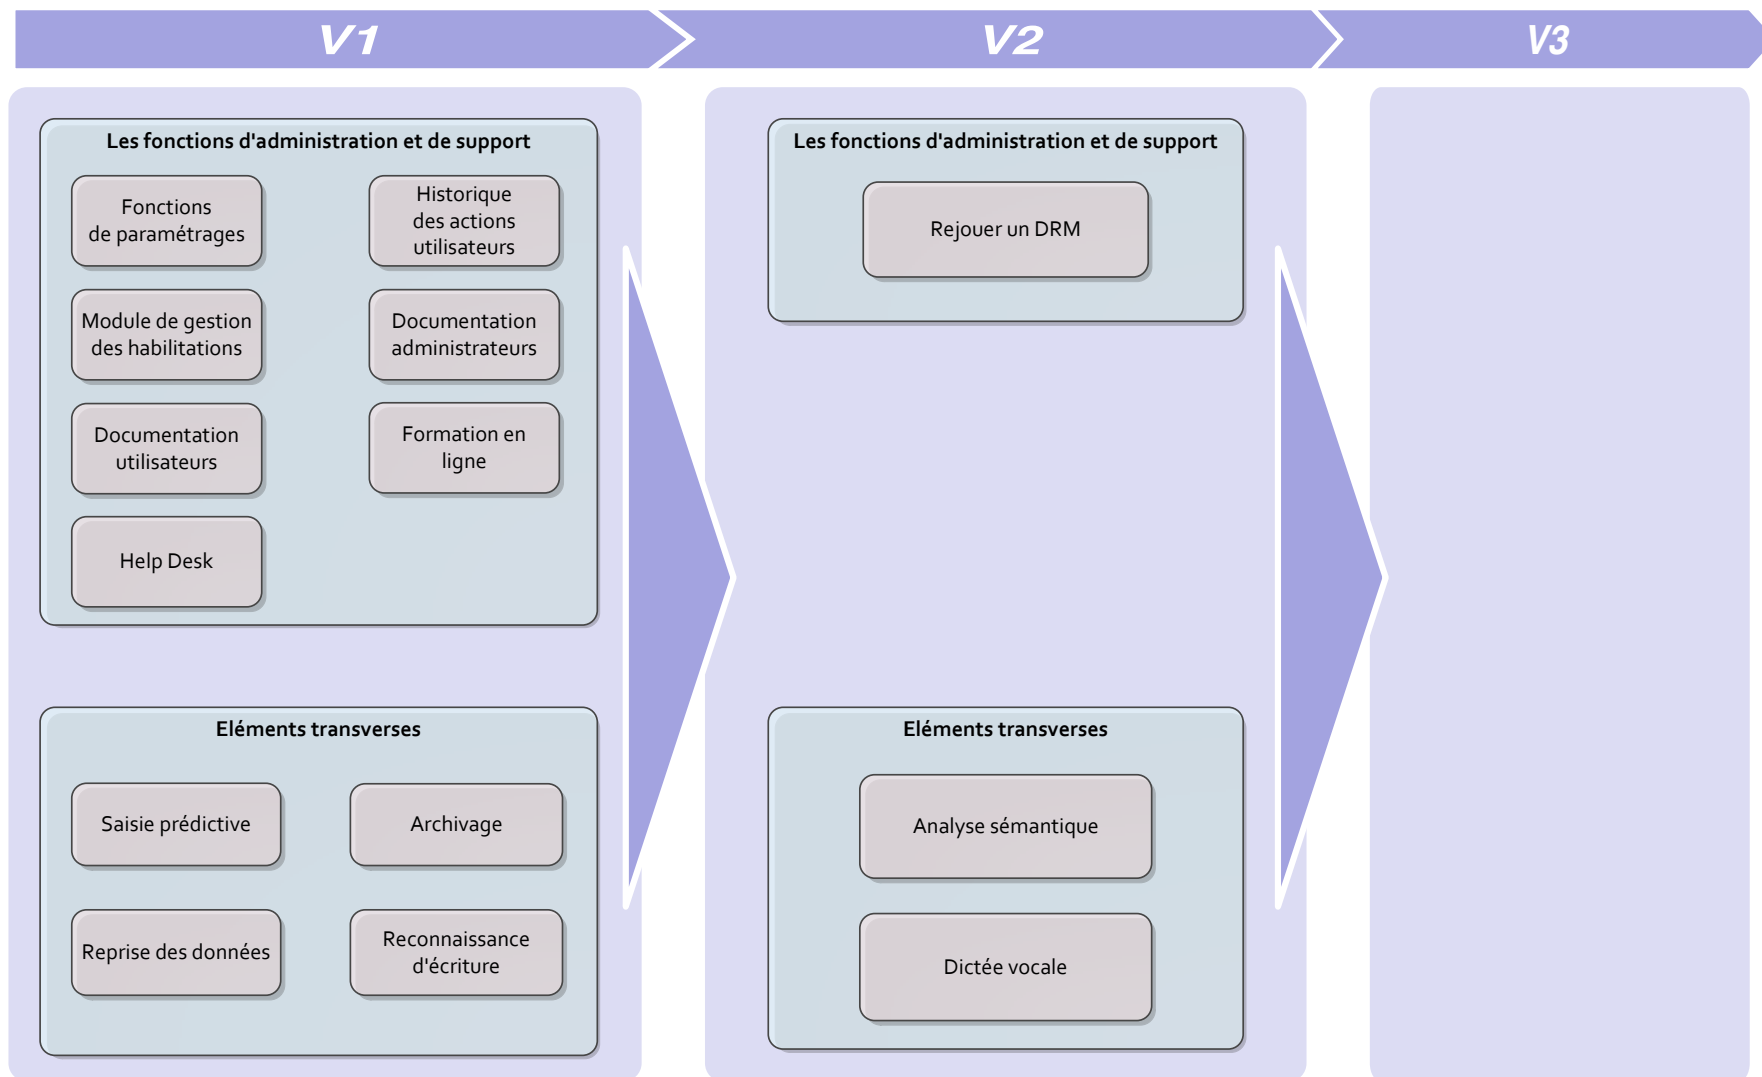 V1
V2
V3
Les fonctions d'administration et de support
Fonctions
de paramétrages
Historique
des actions
utilisateurs
Module de gestion
des habilitations
Documentation
administrateurs
Documentation
utilisateurs
Formation en
ligne
Help Desk
Eléments transverses
Saisie prédictive
Archivage
Reprise des données
Reconnaissance
d'écriture
Les fonctions d'administration et de support
Rejouer un DRM
Eléments transverses
Analyse sémantique
Dictée vocale